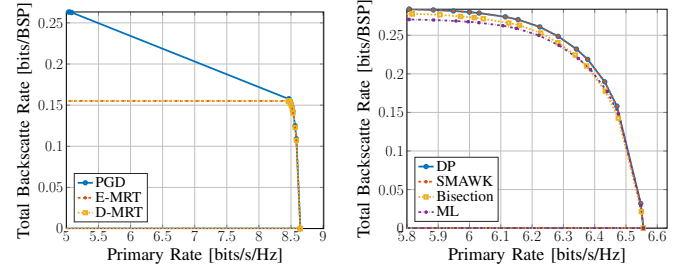 Total Backscatte Rate [bits/BSP]
0.25
0.2
0.15
0.1
0.05
0
PGD
E-MRT
D-MRT
5 5.5 6 6.5 7 7.5 8 8.5 9
Primary Rate [bits/s/Hz]
Total Backscatte Rate [bits/BSP]
0.25
0.2
0.15
0.1
0.05
0
DP
SMAWK
Bisection
ML
5.8 5.9 6 6.1 6.2 6.3 6.4 6.5 6.6
Primary Rate [bits/s/Hz]